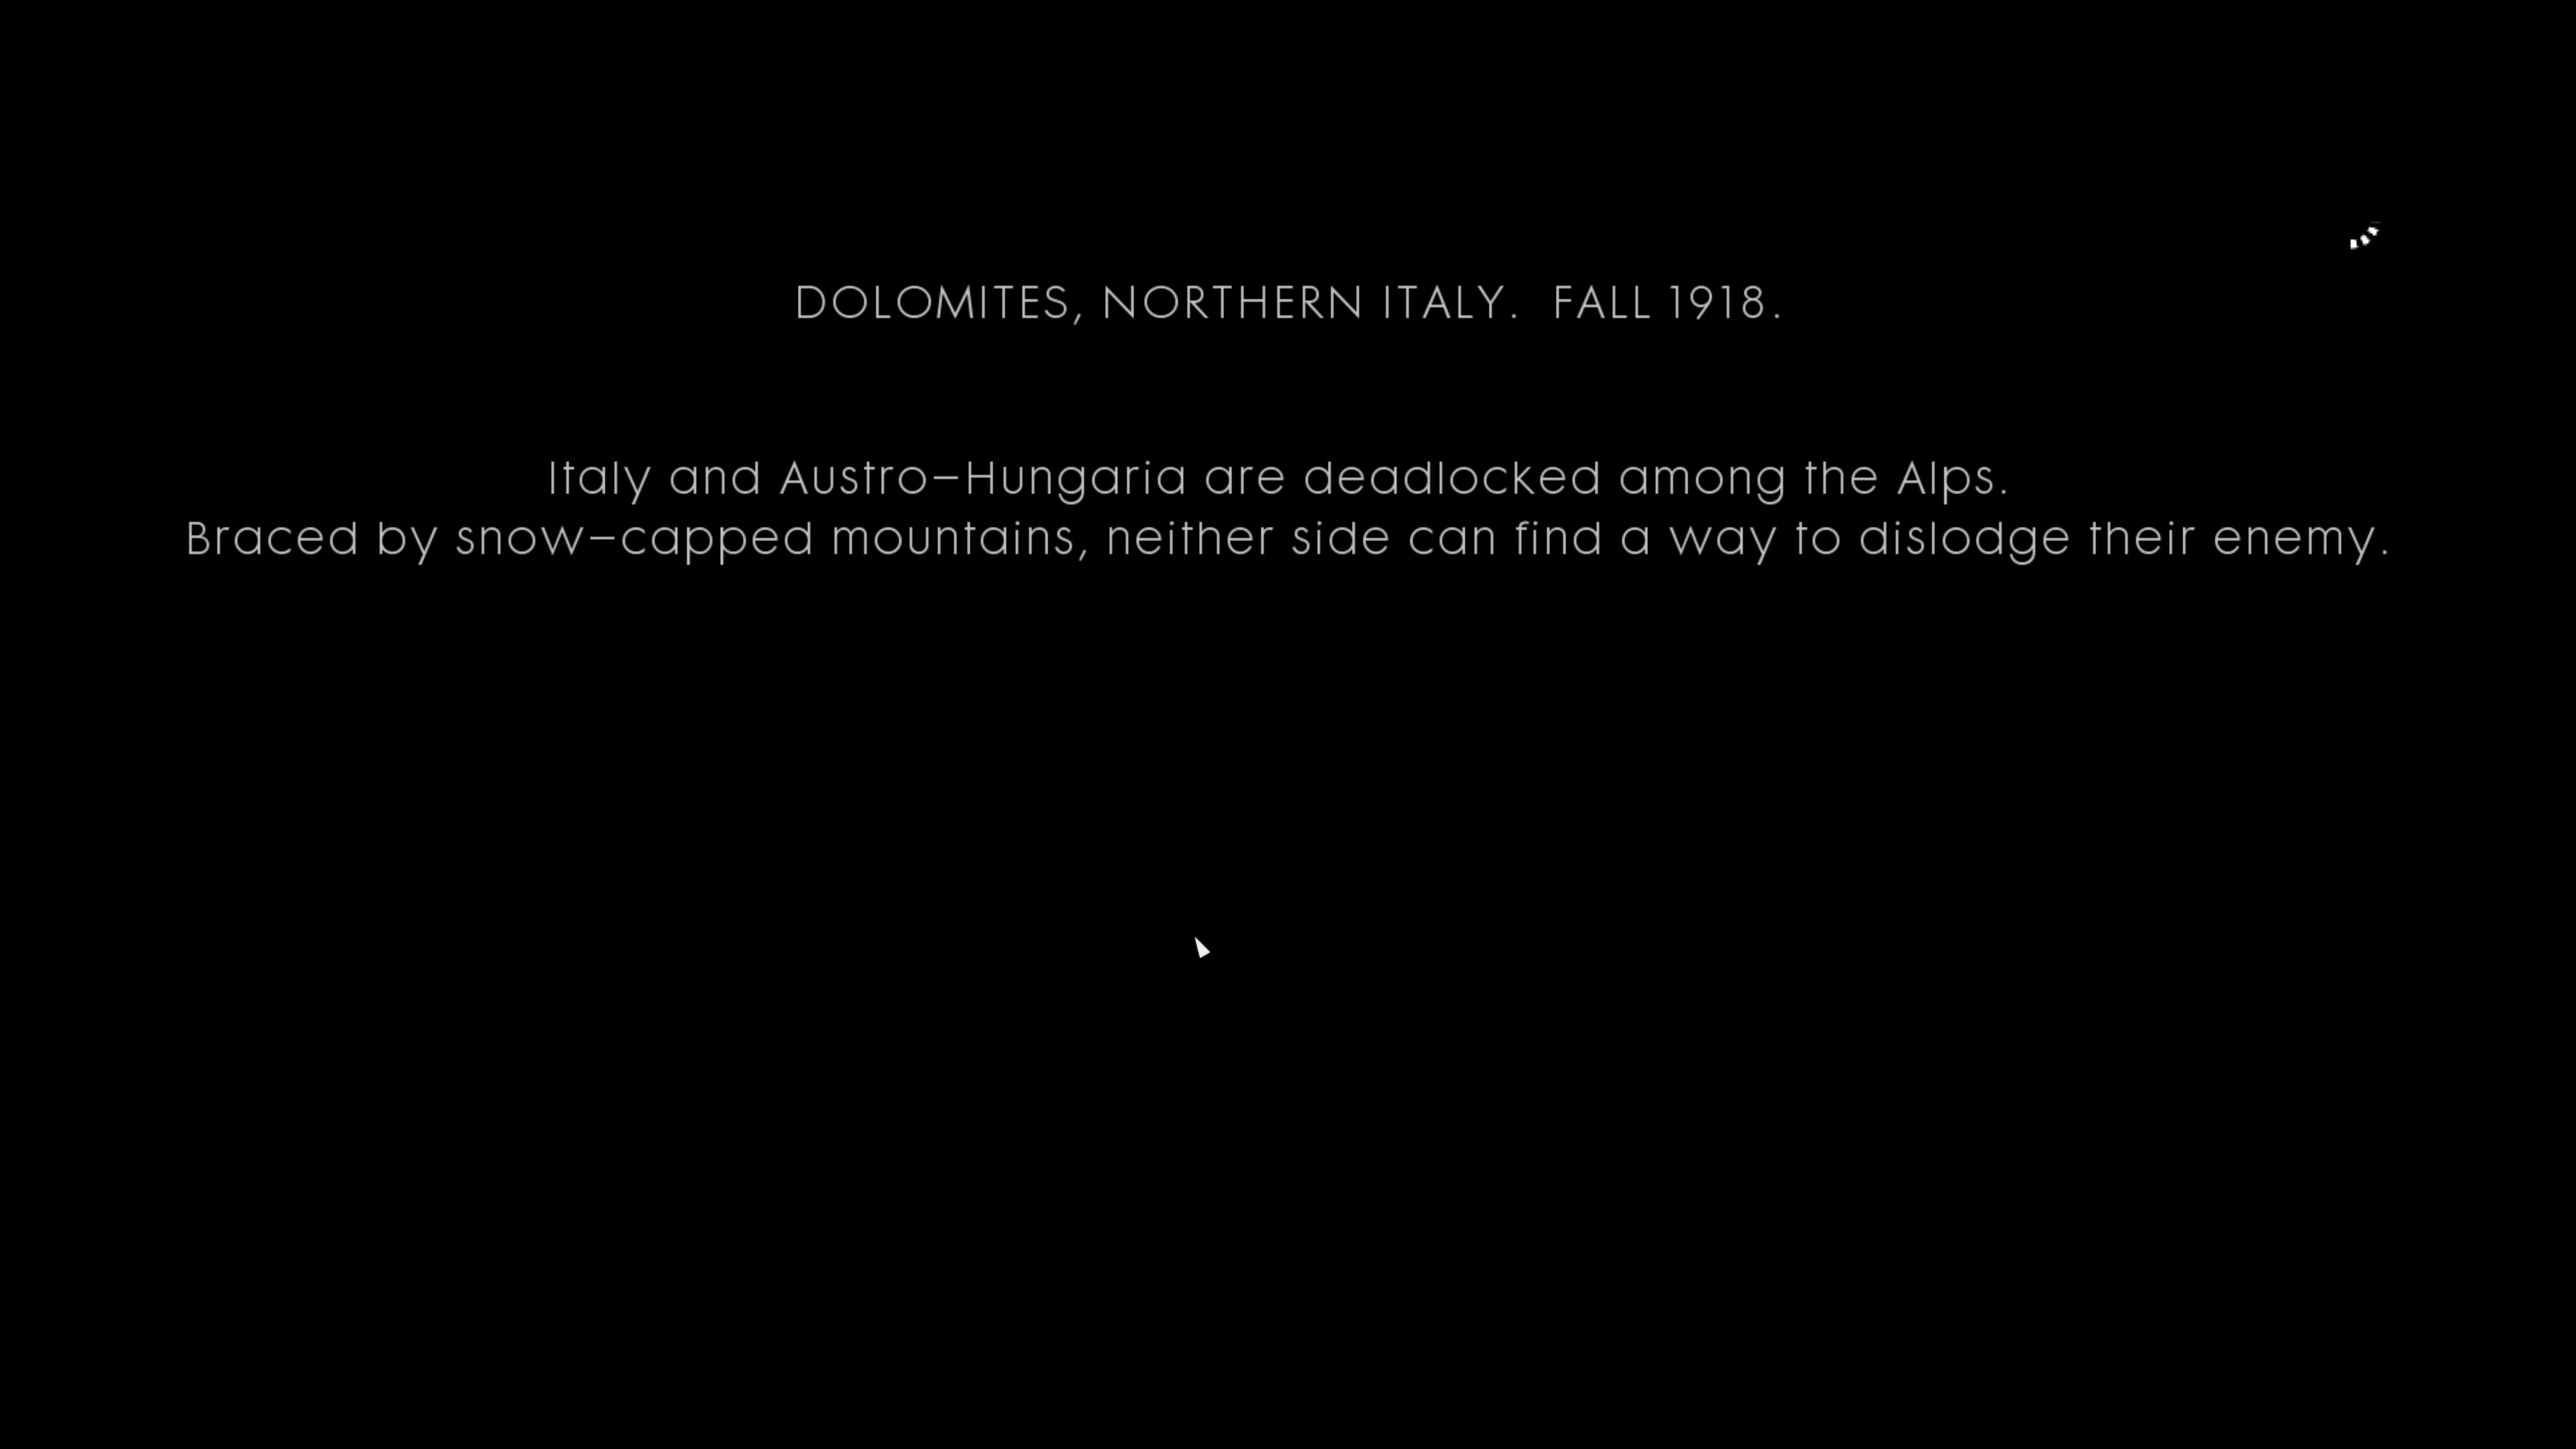 DOLOMITES, NORTHERN ITALY.  FALL 1918.
Italy and Austro-Hungaria are deadlocked among the Alps.
Braced by snow-capped mountains, neither side can find a way to dislodge their enemy.